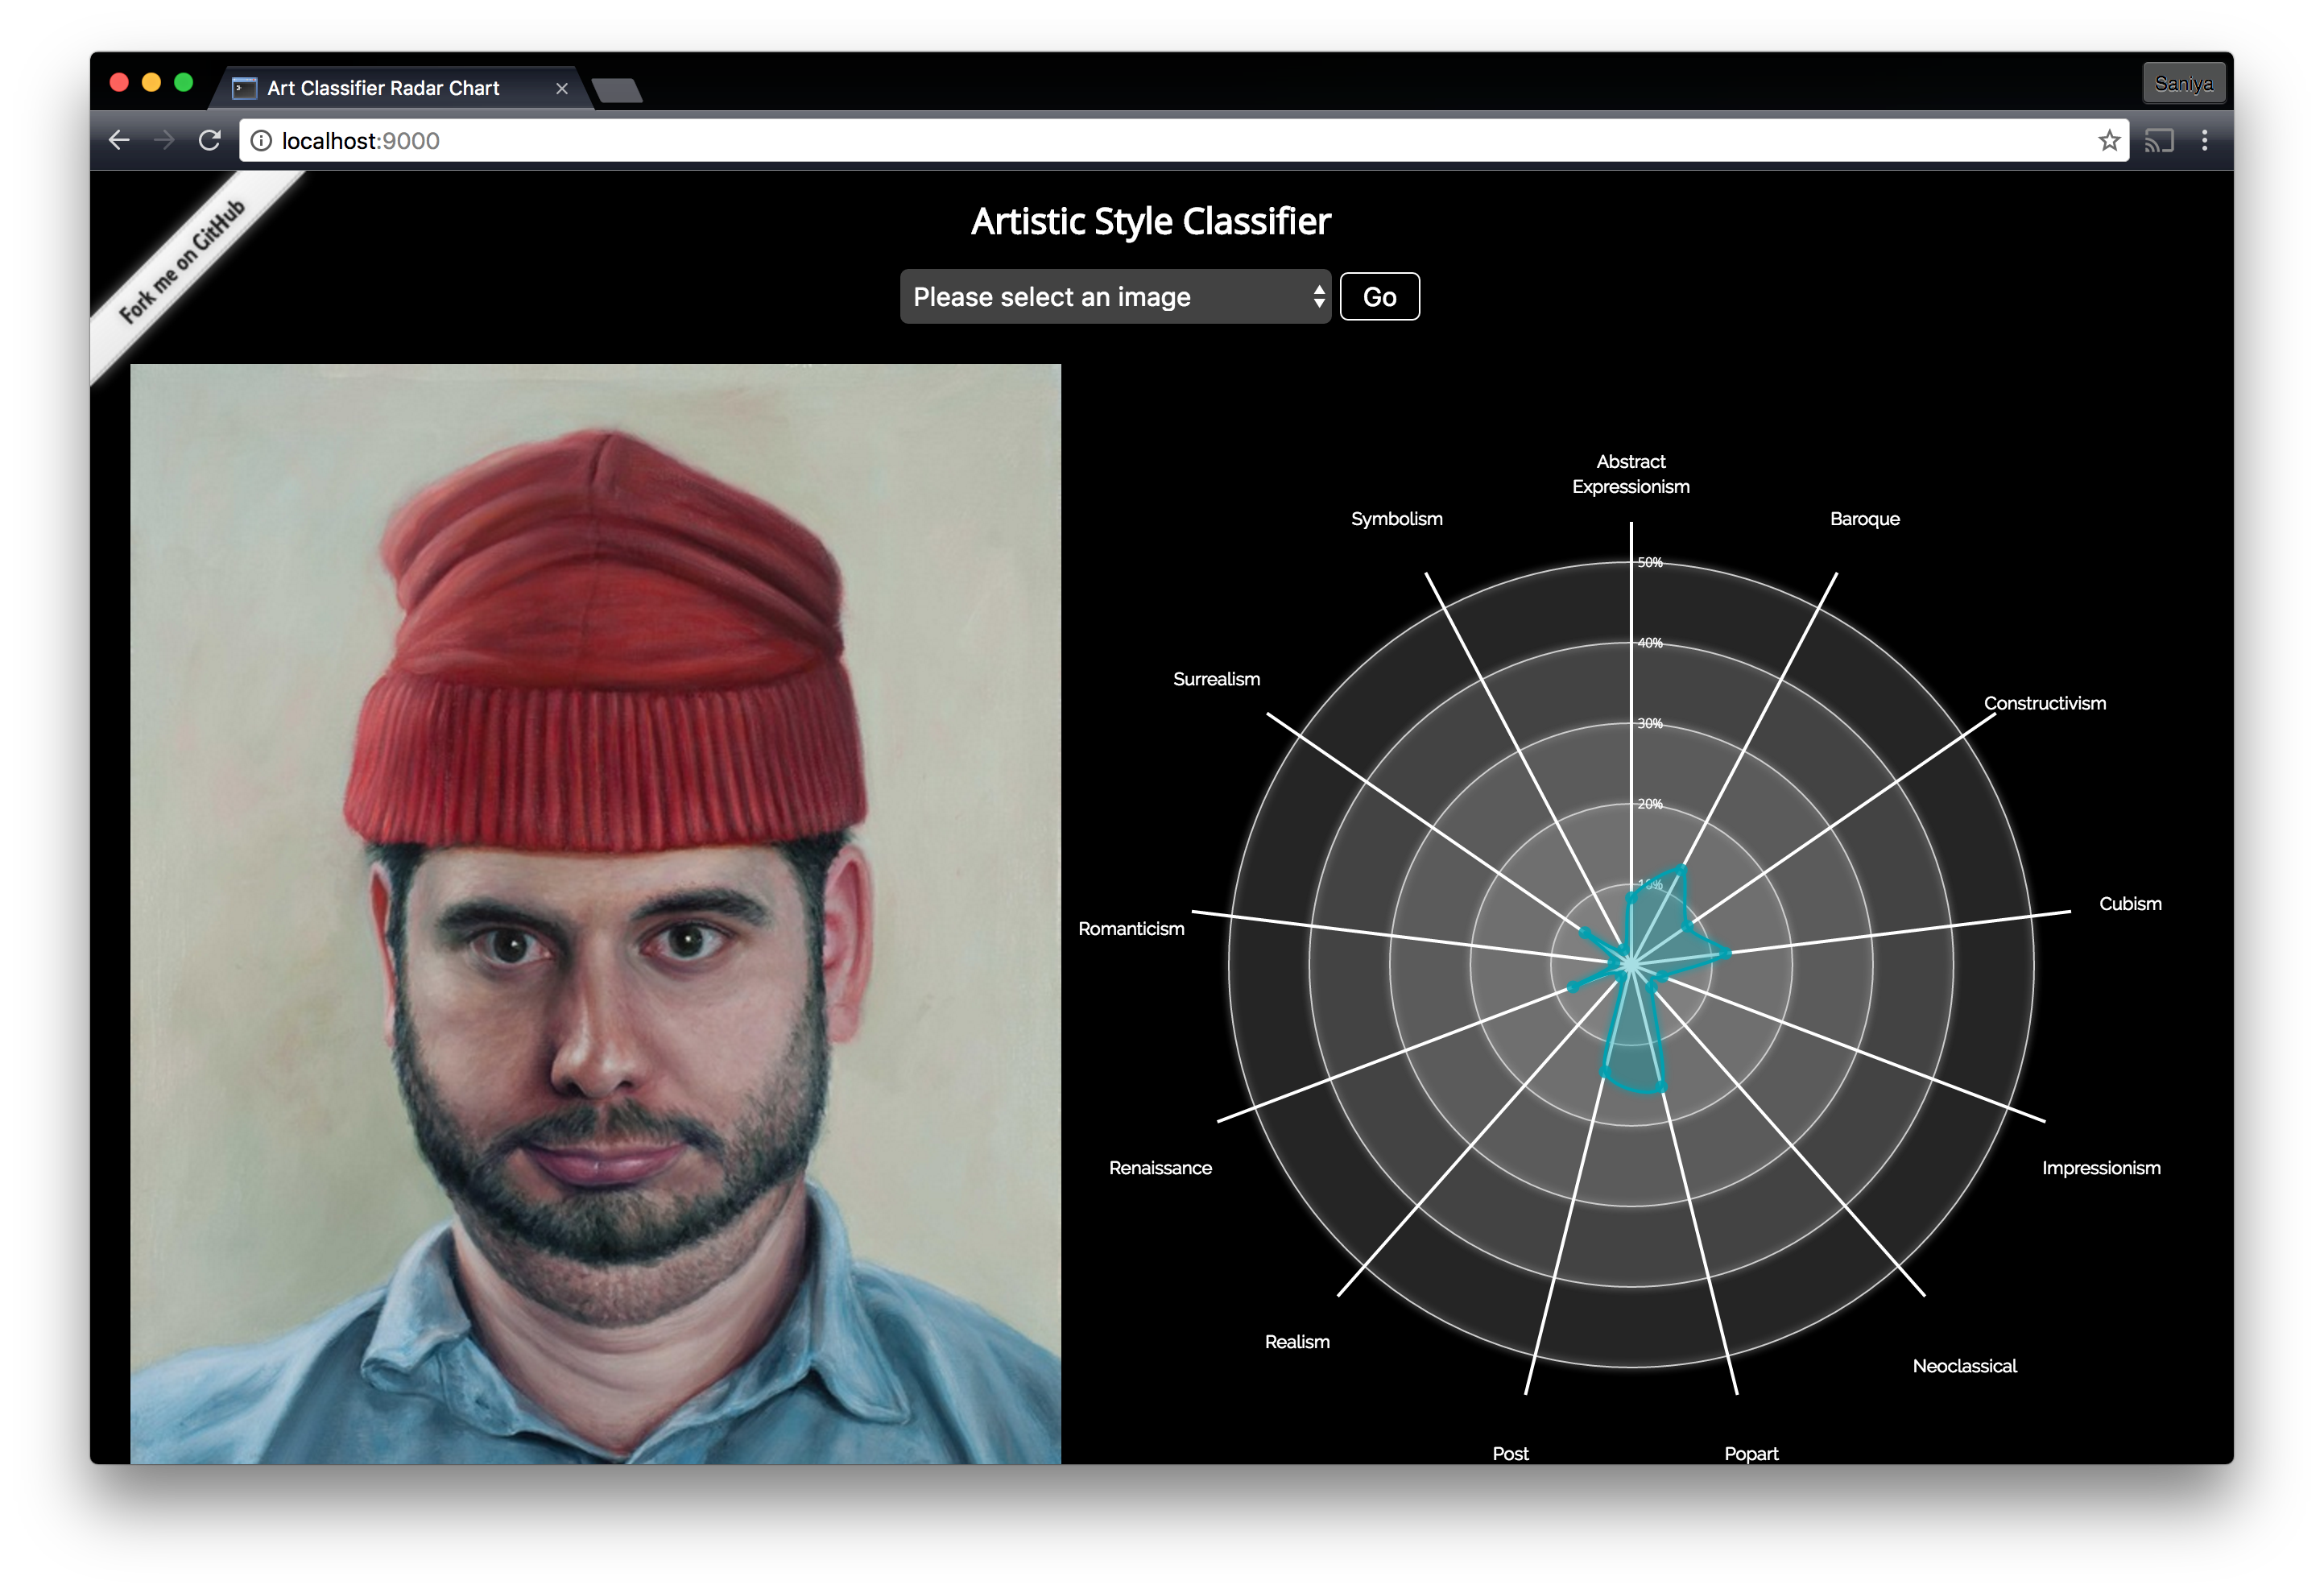 Art Classifier Radar Chart
Saniya
localhost:9000
Fork me on GitHub
Artistic Style Classifier
Please select an image
Go
Abstract
Expressionism
Symbolism
Baroque
50%
40%
Surrealism
Constructivism
30%
20%
10%
Cubism
Romanticism
Renaissance
Impressionism
Realism
Neoclassical
Post
Popart